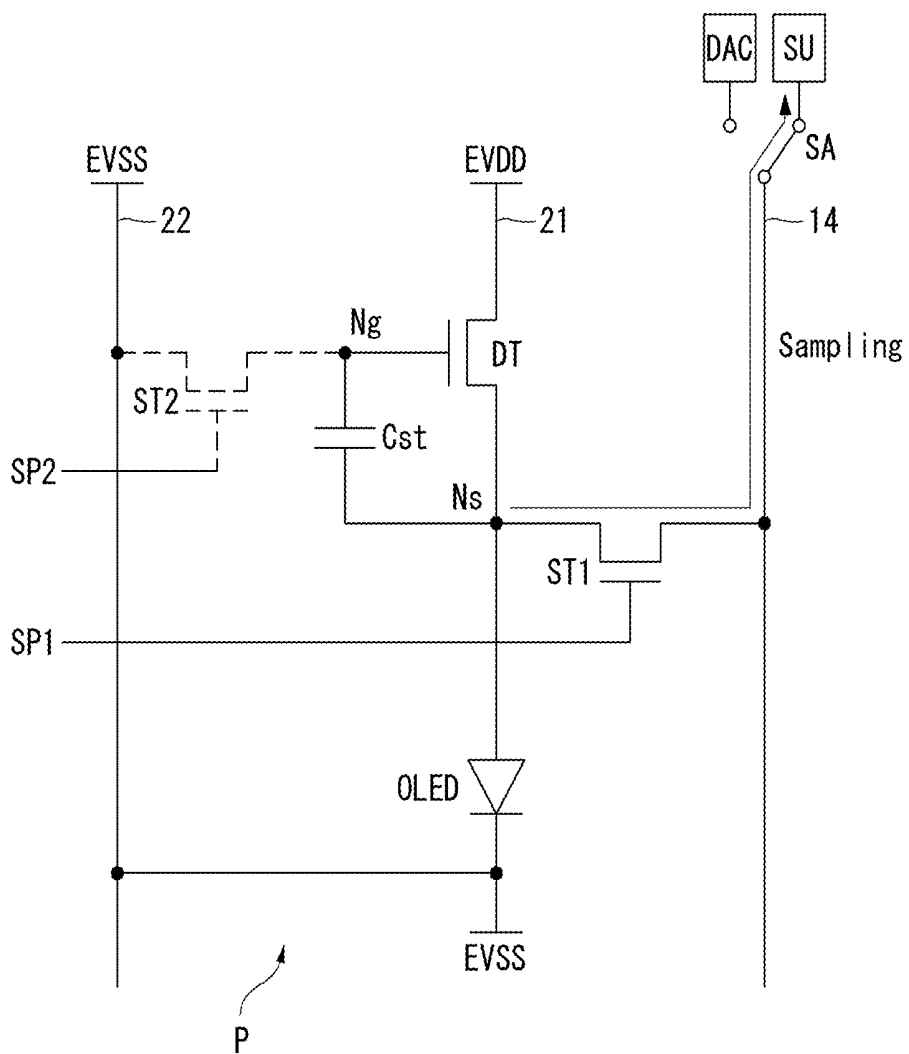 DAC SU
SA
EVSS EVDD
22 21 14
Ng
DT
Sampling
ST2
Cst
SP2
Ns
ST1
SP1
OLED
EVSS
P